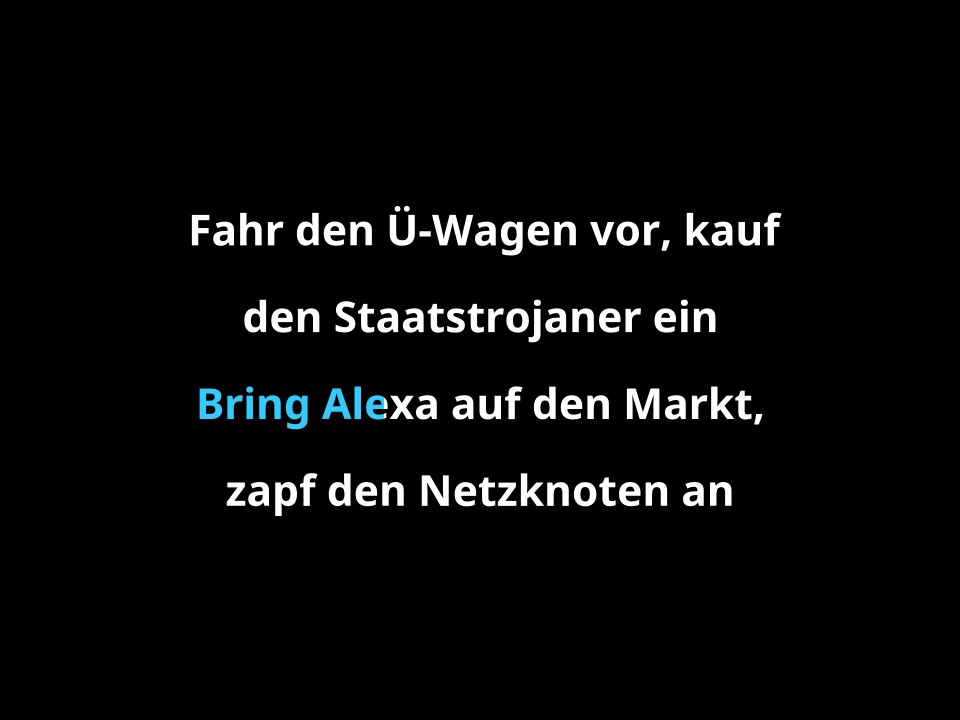 Fahr den Ü-Wagen vor, kauf
den Staatstrojaner ein
Bring Alexa auf den Markt,
zapf den Netzknoten an